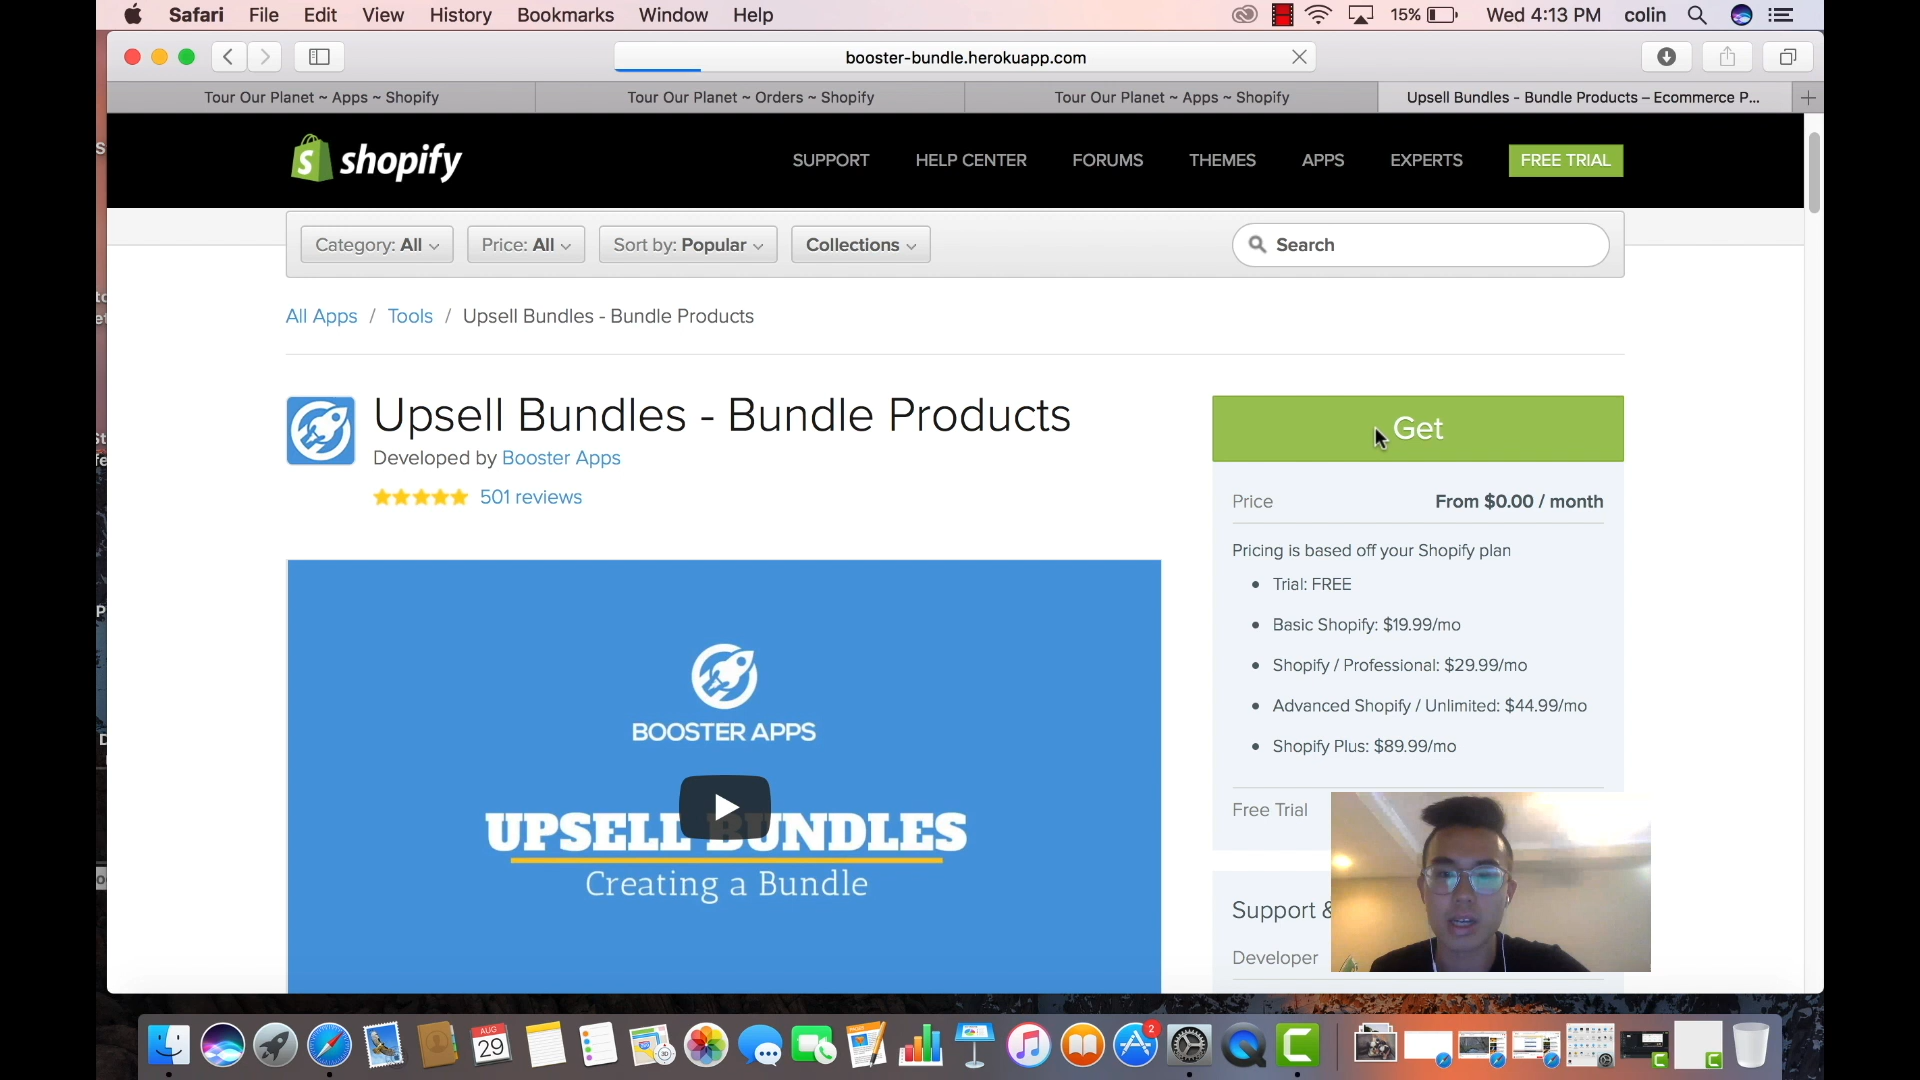 Safari File Edit View History Bookmarks Window Help 15% Wed 4:13 PM colin
booster-bundle.herokuapp.com
Tour Our Planet ~ Apps ~ Shopify Tour Our Planet ~ Orders ~ Shopify Tour Our Planet ~ Apps ~ Shopify Upsell Bundles - Bundle Products – Ecommerce P...
shopify SUPPORT HELP CENTER FORUMS THEMES APPS EXPERTS FREE TRIAL
Category: All Price: All Sort by: Popular Collections Search
All Apps / Tools / Upsell Bundles - Bundle Products
Upsell Bundles - Bundle Products
Developed by Booster Apps
501 reviews
Get
Price From $0.00 / month
Pricing is based off your Shopify plan
Trial: FREE
Basic Shopify: $19.99/mo
Shopify / Professional: $29.99/mo
Advanced Shopify / Unlimited: $44.99/mo
Shopify Plus: $89.99/mo
Free Trial
Support &
Developer
BOOSTER APPS
UPSELL BUNDLES
Creating a Bundle
AUG
29
2